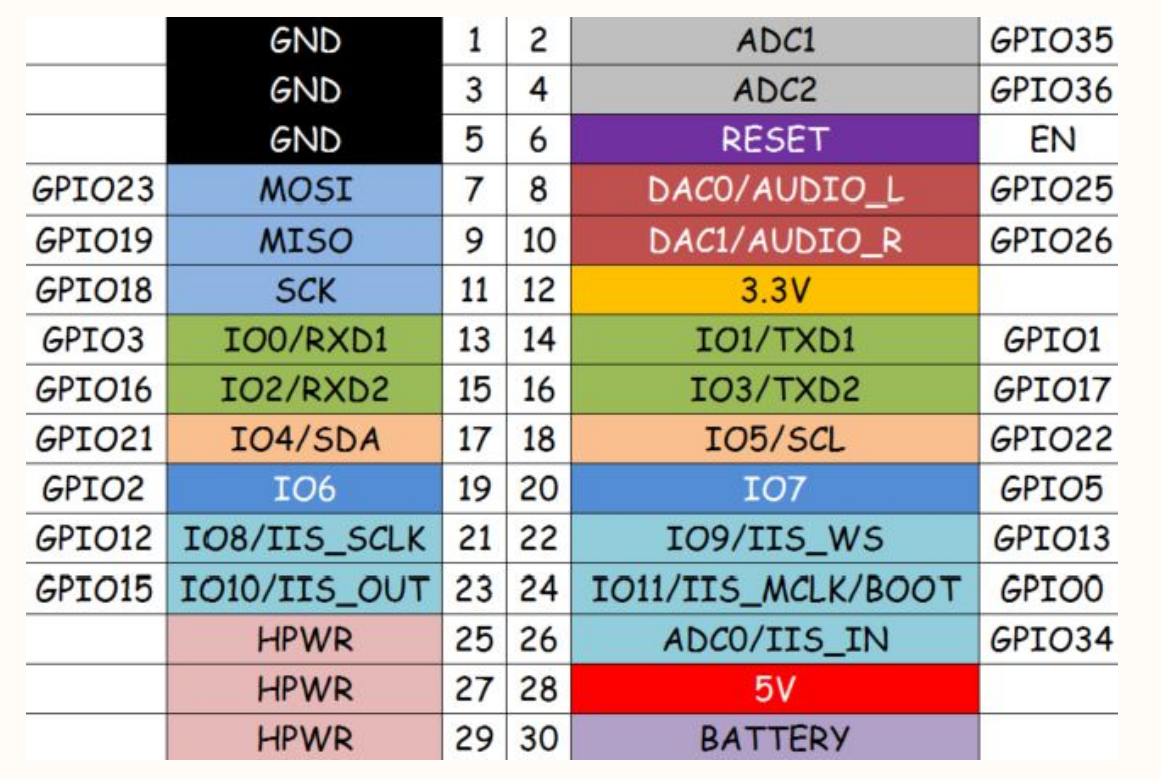 GND 1 2 ADC1 GPIO35
GND 3 4 ADC2 GPIO36
GND 5 6 RESET EN
GPIO23 MOSI 7 8 DAC0/AUDIO_L GPIO25
GPIO19 MISO 9 10 DAC1/AUDIO_R GPIO26
GPIO18 SCK 11 12 3.3V
GPIO3 IO0/RXD1 13 14 IO1/TXD1 GPIO1
GPIO16 IO2/RXD2 15 16 IO3/TXD2 GPIO17
GPIO21 IO4/SDA 17 18 IO5/SCL GPIO22
GPIO2 IO6 19 20 IO7 GPIO5
GPIO12 IO8/IIS_SCLK 21 22 IO9/IIS_WS GPIO13
GPIO15 IO10/IIS_OUT 23 24 IO11/IIS_MCLK/BOOT GPIO0
HPWR 25 26 ADC0/IIS_IN GPIO34
HPWR 27 28 5V
HPWR 29 30 BATTERY